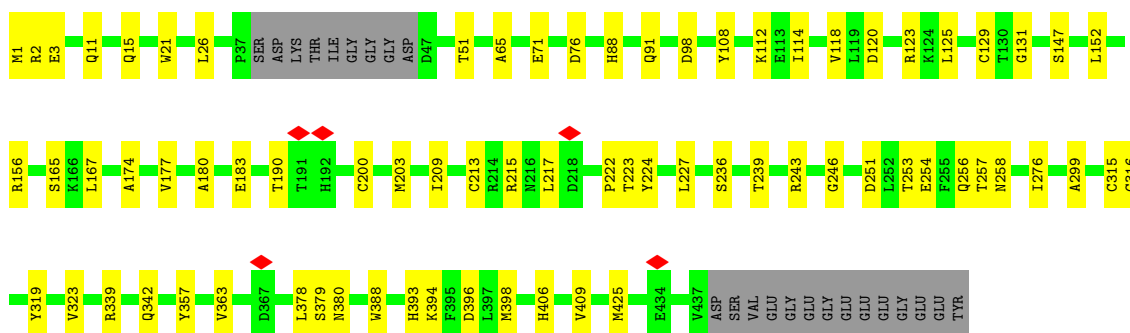 M1 R2 E3 Q11 Q15 W21 L26 P37 SER ASP LYS THR ILE GLY GLY GLY ASP D47 T51 A65 E71 D76 H88 Q91 D98 Y108 K112 E113 I114 V118 L119 D120 R123 K124 L125 C129 T130 G131 S147 L152
R156 S165 K166 L167 A174 V177 A180 E183 T190 T191 H192 C200 M203 I209 C213 R214 R215 N216 L217 D218 P222 T223 Y224 L227 S236 T239 R243 G246 D251 L252 T253 E254 F255 Q256 T257 N258 I276 A299 C315
Y319 V323 R339 Q342 Y357 V363 D367 L378 S379 N380 W388 H393 K394 F395 D396 L397 M398 H406 V409 M425 E434 V437 ASP SER VAL GLU GLY GLU GLY GLU GLU GLU GLY GLU GLU TYR